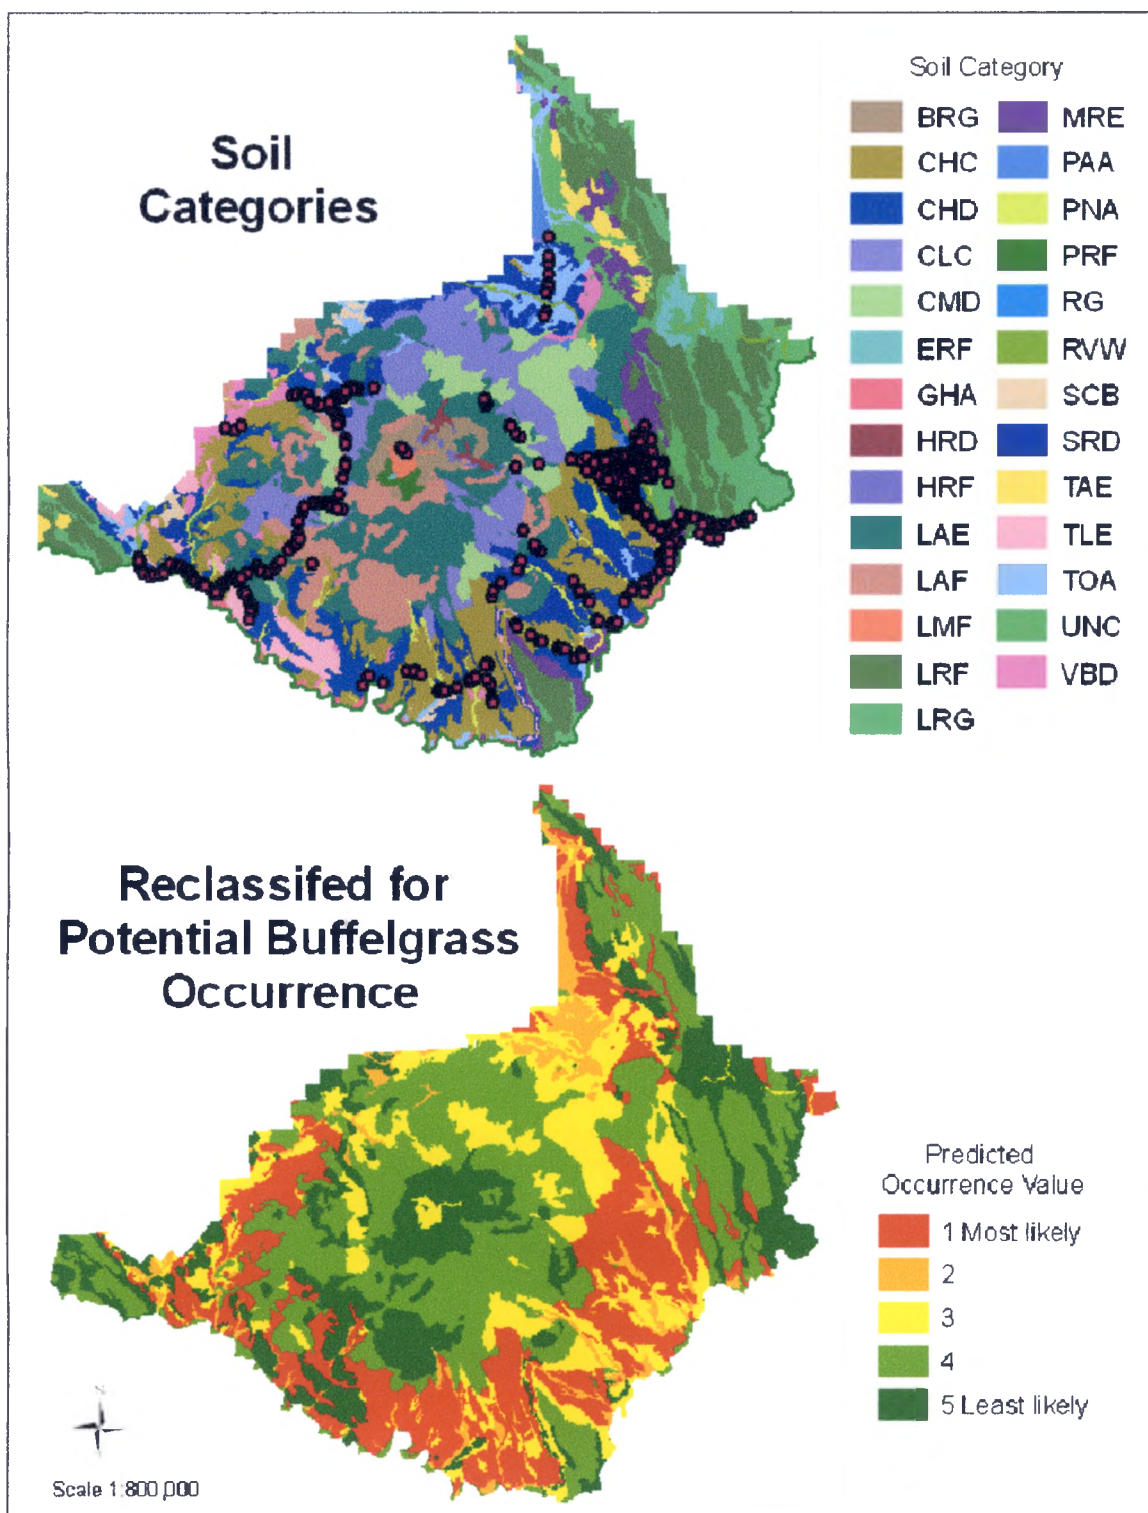 Soil
Categories
Soil Category
BRG
CHC
CHD
CLC
CMD
ERF
GHA
HRD
HRF
LAE
LAF
LMF
LRF
LRG
MRE
PAA
PNA
PRF
RG
RVW
SCB
SRD
TAE
TLE
TOA
UNC
VBD
Reclassifed for
Potential Buffelgrass
Occurrence
Predicted
Occurrence Value
1 Most likely
2
3
4
5 Least likely
Scale 1:800,000